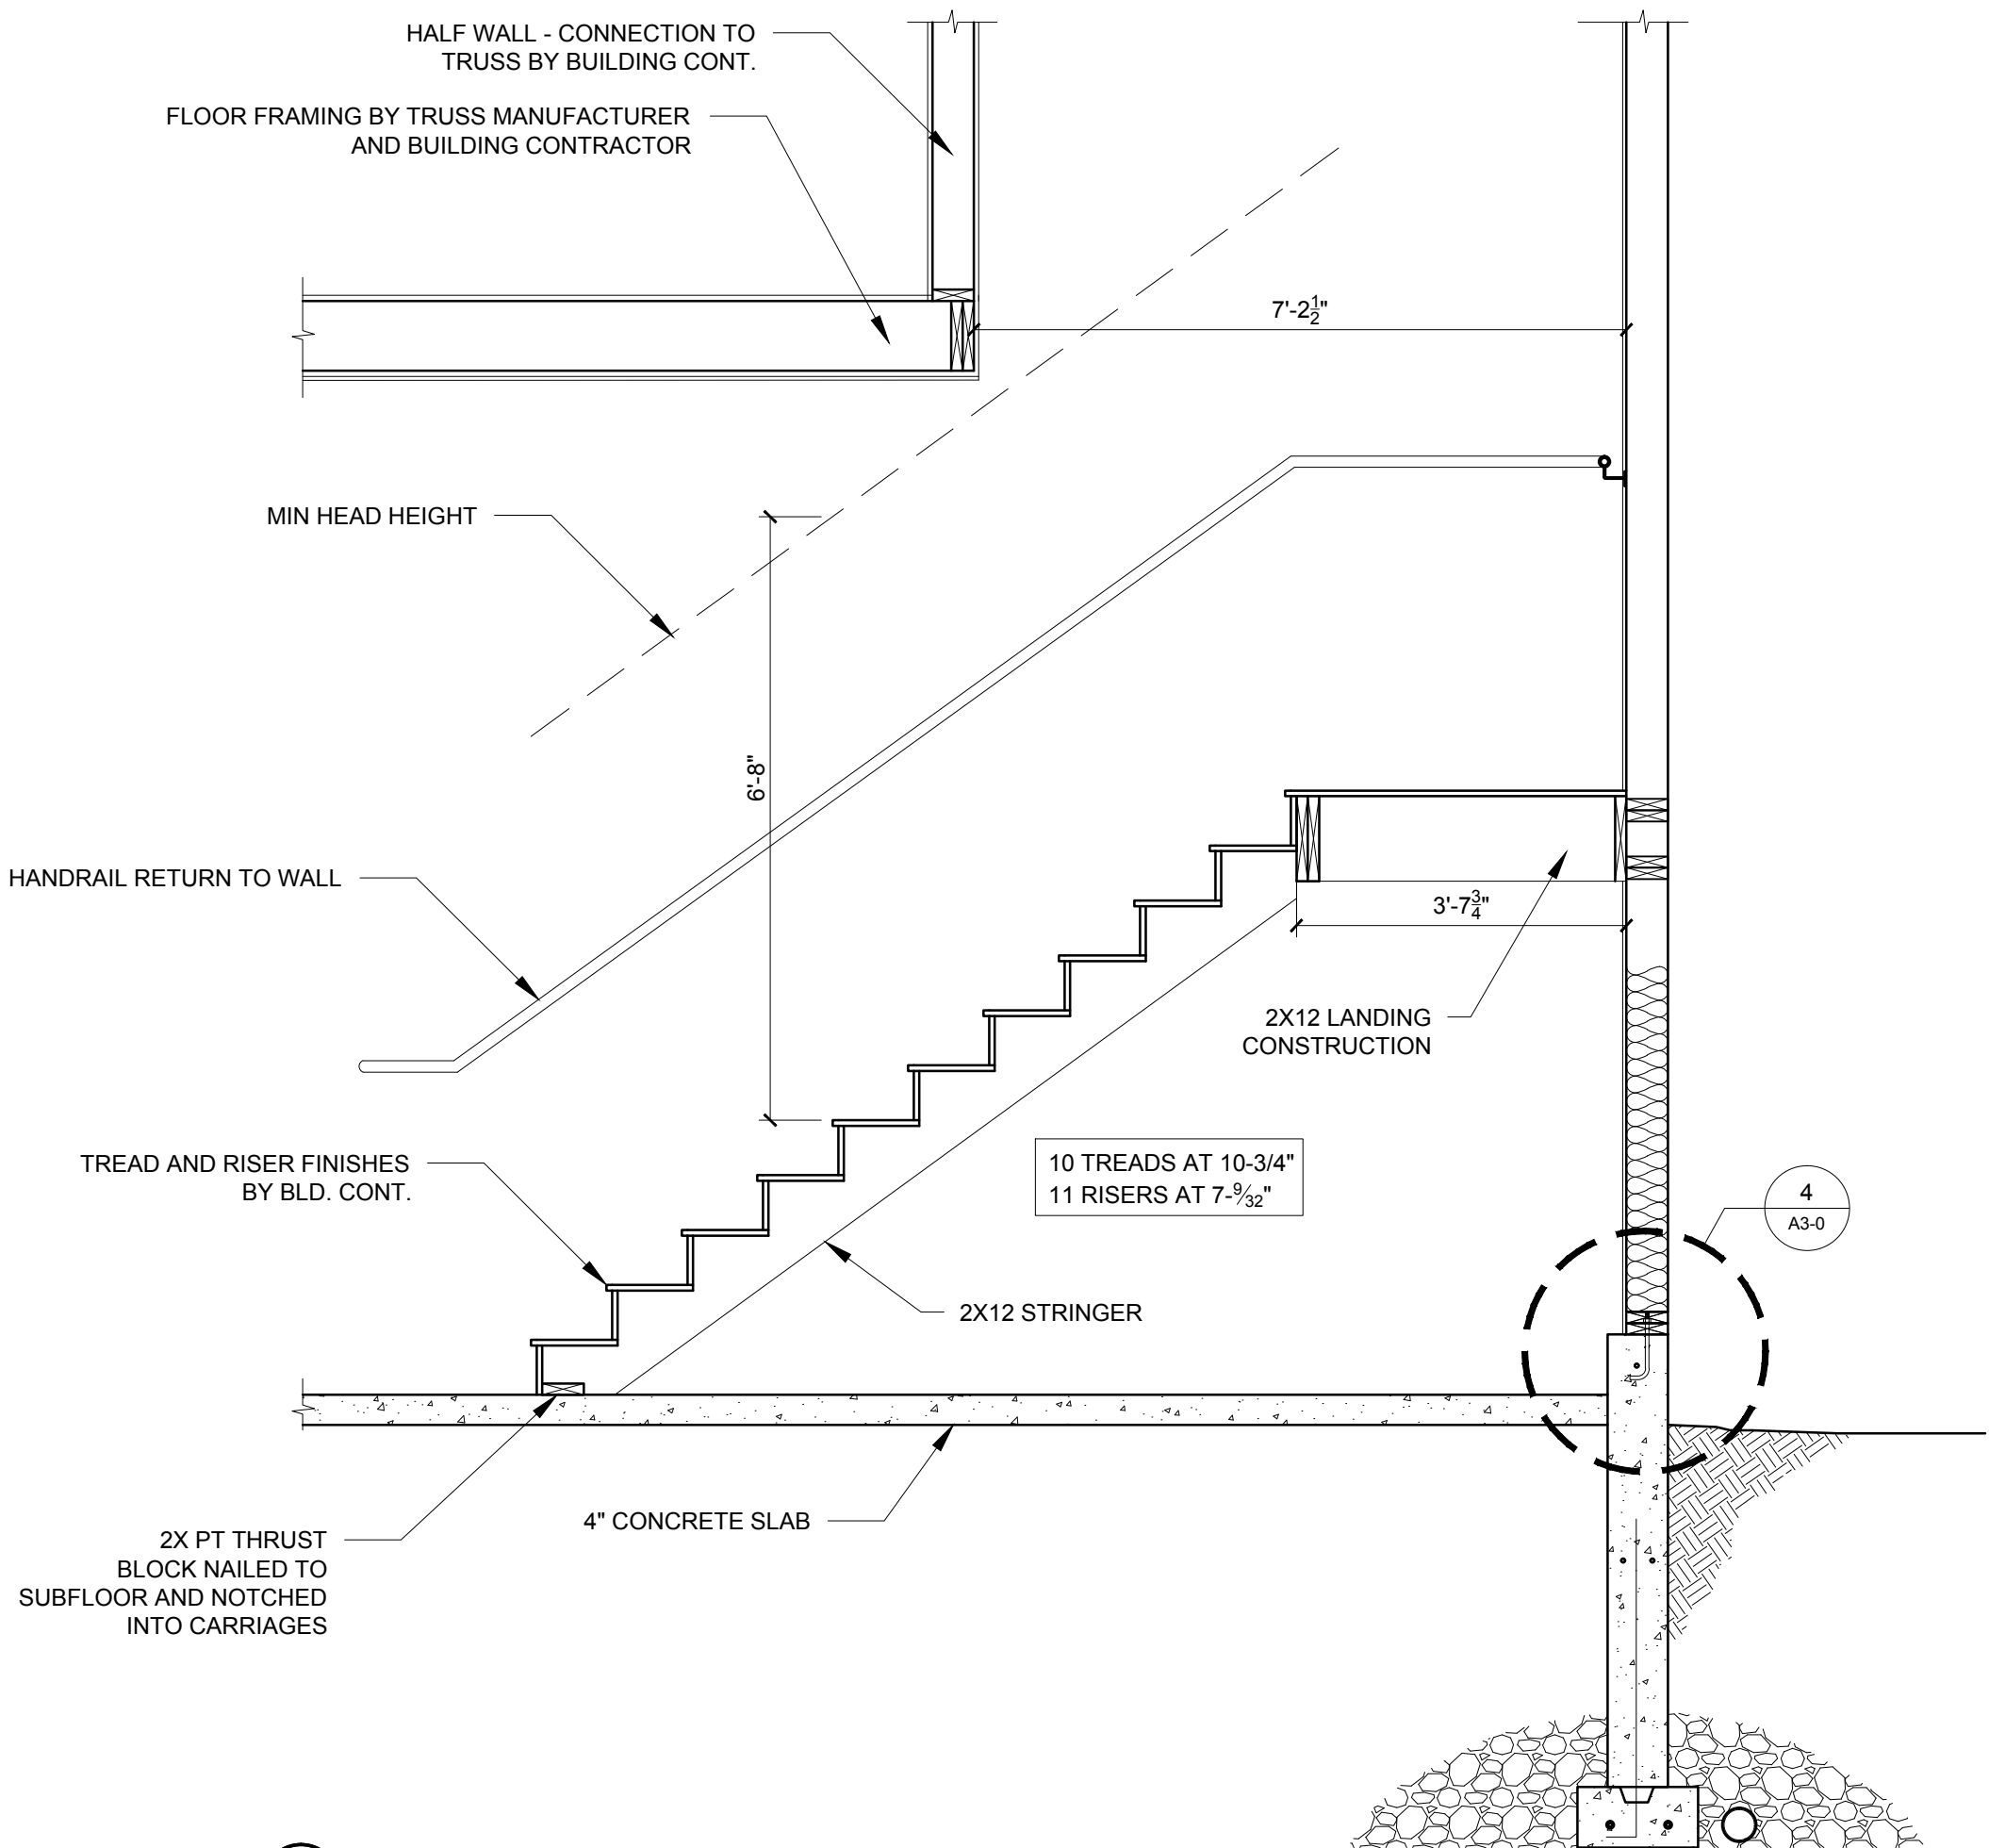 HALF WALL - CONNECTION TO
TRUSS BY BUILDING CONT.
FLOOR FRAMING BY TRUSS MANUFACTURER
AND BUILDING CONTRACTOR
7'-2½"
MIN HEAD HEIGHT
6'-8"
HANDRAIL RETURN TO WALL
3'-7¾"
2X12 LANDING
CONSTRUCTION
TREAD AND RISER FINISHES
BY BLD. CONT.
10 TREADS AT 10-3/4"
11 RISERS AT 7-9/32"
4
A3-0
2X12 STRINGER
4" CONCRETE SLAB
2X PT THRUST
BLOCK NAILED TO
SUBFLOOR AND NOTCHED
INTO CARRIAGES